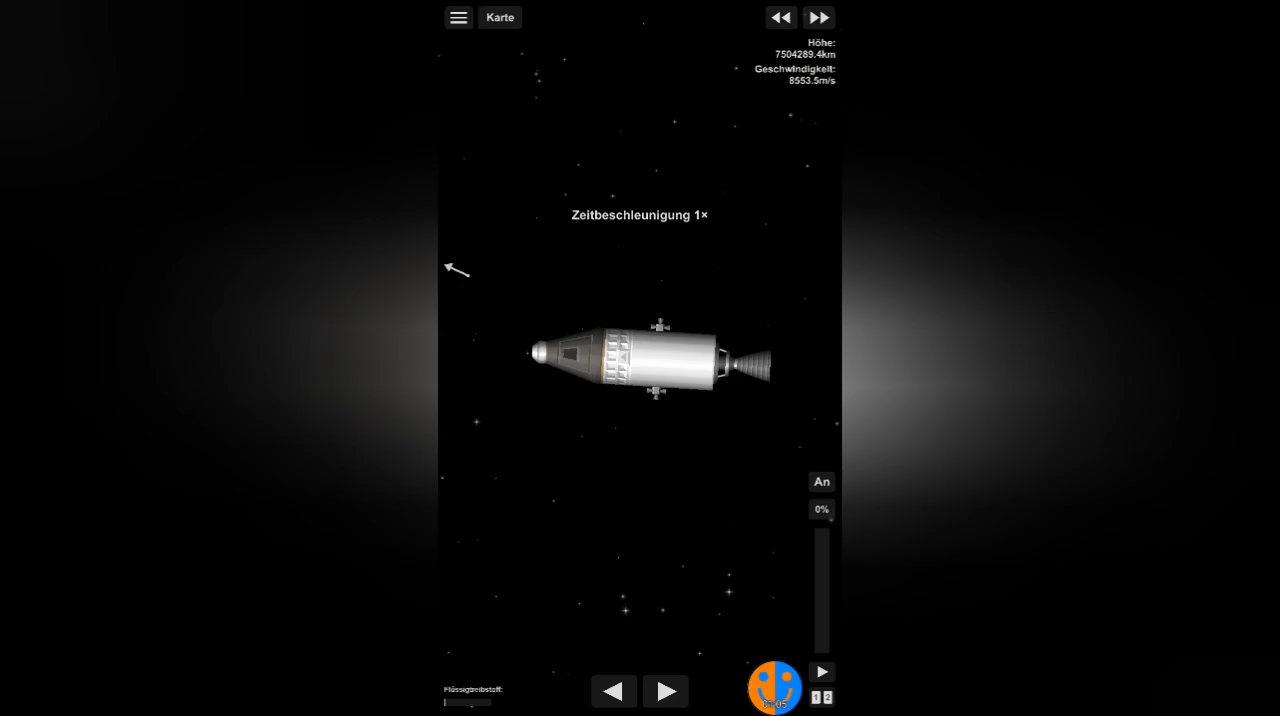 Karte
Höhe:
7504289.4km
Geschwindigkeit:
8553.5m/s
Zeitbeschleunigung 1×
An
0%
Flüssigtreibstoff:
1 2